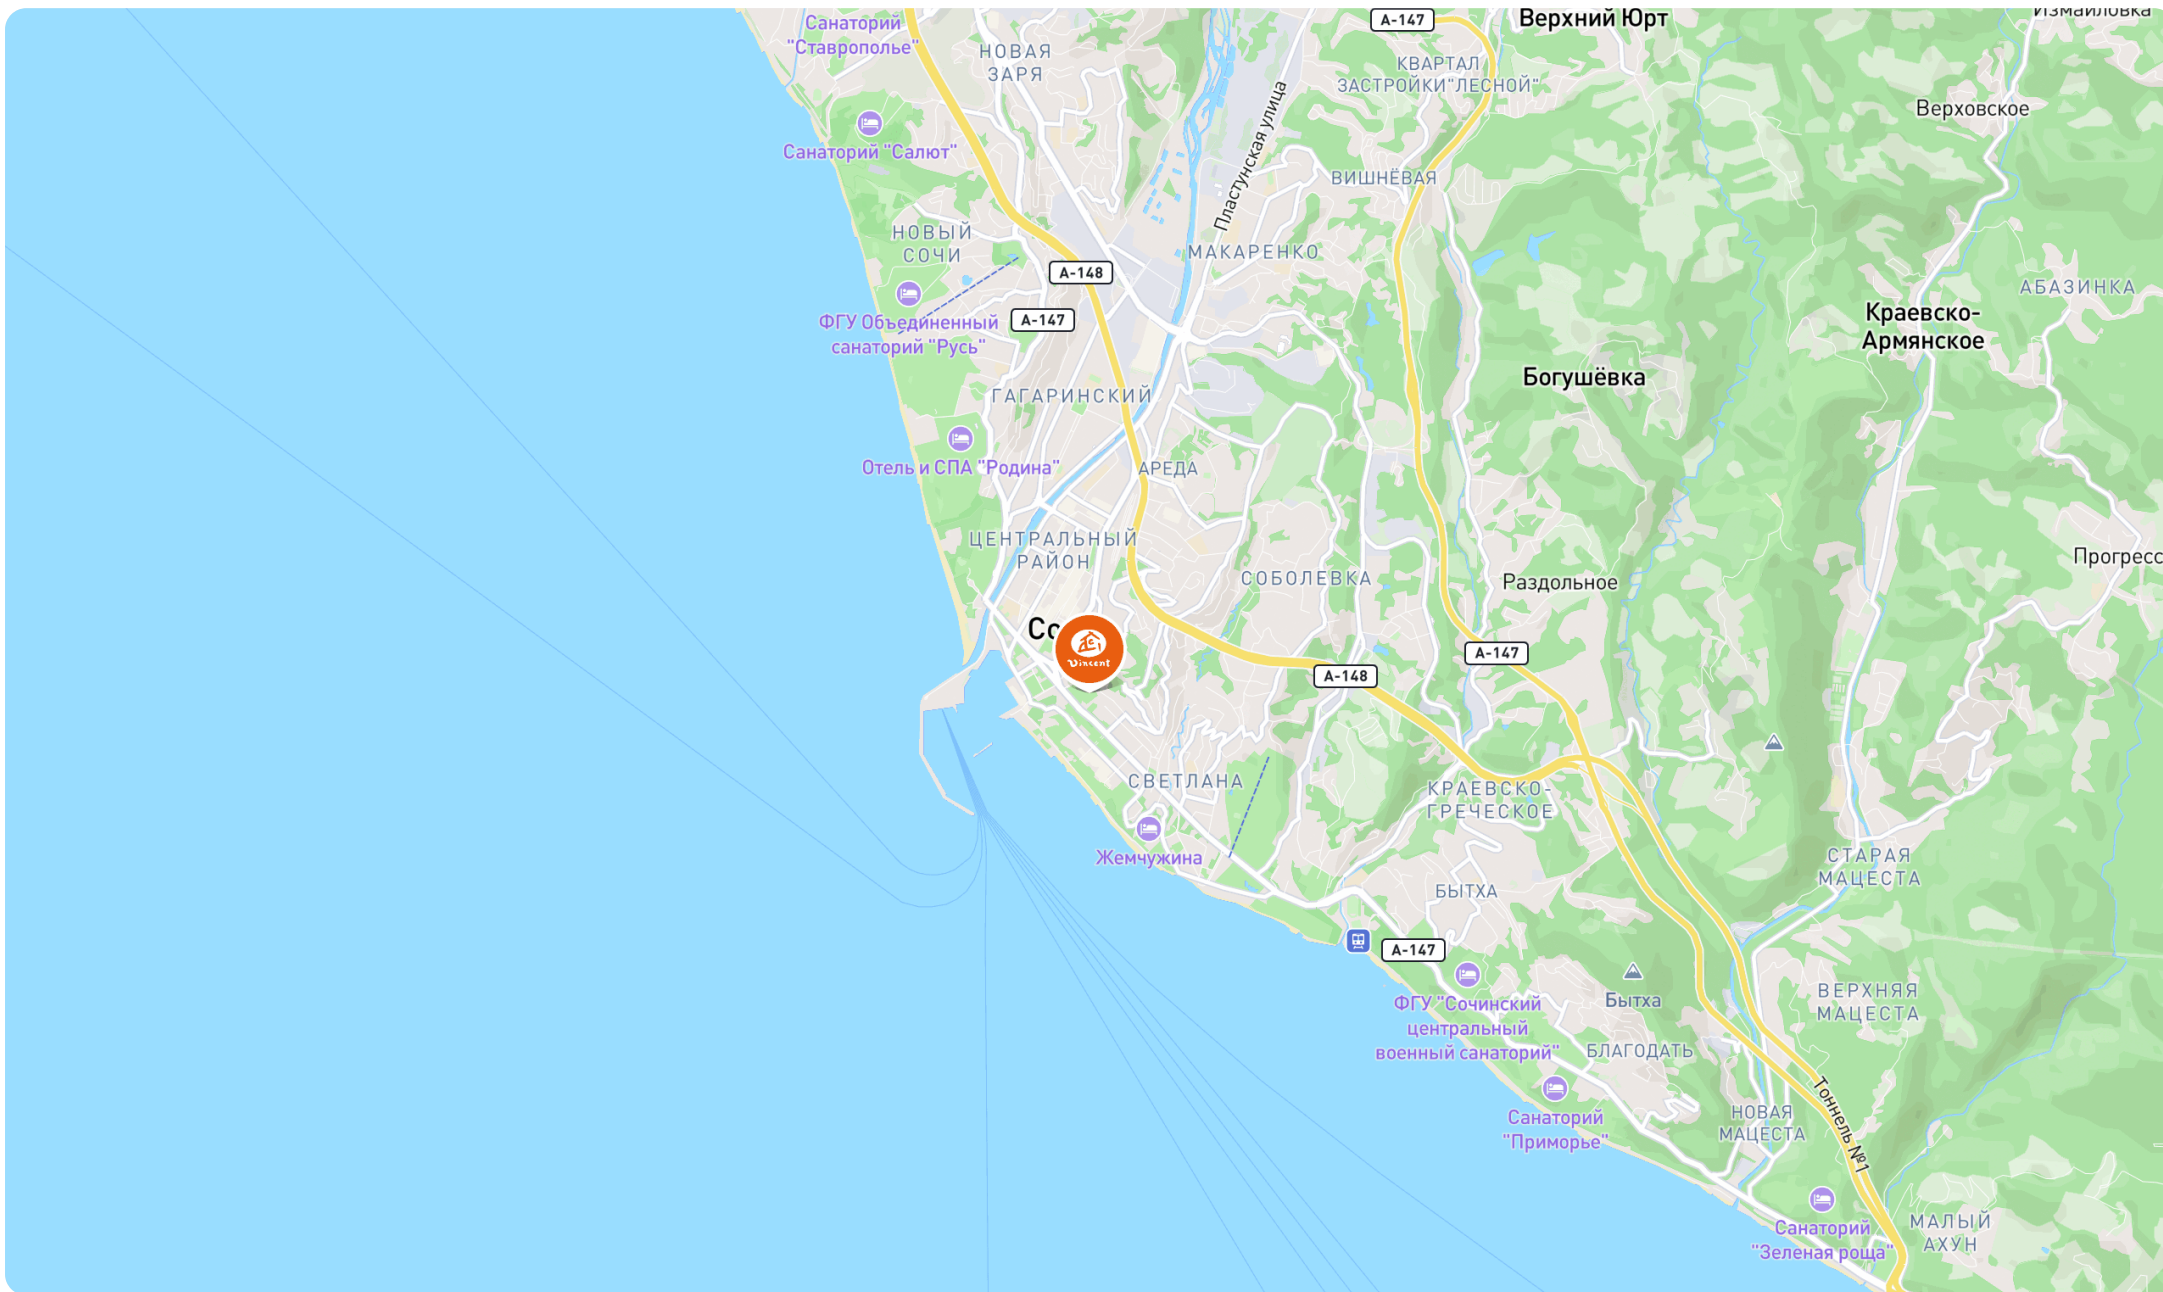 Санаторий
"Ставрополье"
НОВАЯ
ЗАРЯ
А-147
Верхний Юрт
Измайловка
КВАРТАЛ
ЗАСТРОЙКИ"ЛЕСНОЙ"
Верховское
Санаторий "Салют"
Пластунская улица
ВИШНЁВАЯ
НОВЫЙ
СОЧИ
МАКАРЕНКО
А-148
АБАЗИНКА
ФГУ Объединенный
санаторий "Русь"
А-147
Краевско-
Армянское
Богушёвка
ГАГАРИНСКИЙ
Отель и СПА "Родина"
АРЕДА
ЦЕНТРАЛЬНЫЙ
РАЙОН
СОБОЛЕВКА
Раздольное
Прогресс
Со
Vincent
А-147
А-148
СВЕТЛАНА
КРАЕВСКО-
ГРЕЧЕСКОЕ
Жемчужина
СТАРАЯ
МАЦЕСТА
БЫТХА
А-147
ФГУ "Сочинский
центральный
военный санаторий"
Бытха
ВЕРХНЯЯ
МАЦЕСТА
БЛАГОДАТЬ
Санаторий
"Приморье"
НОВАЯ
МАЦЕСТА
Тоннель №1
Санаторий
"Зеленая роща"
МАЛЫЙ
АХУН